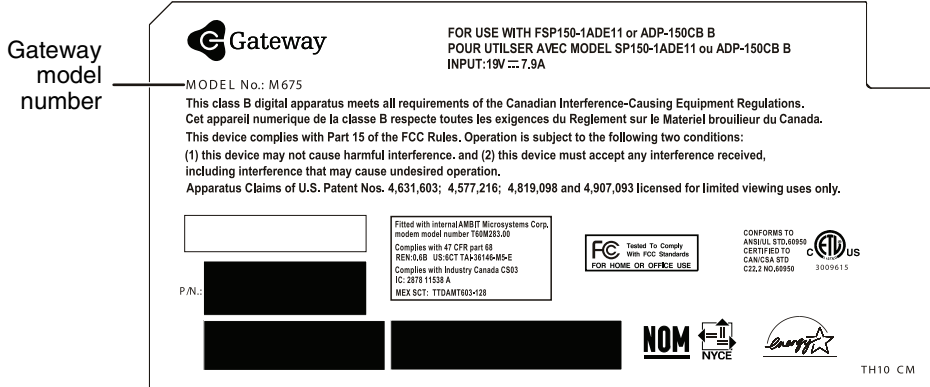 Gateway
model
number
Gateway
FOR USE WITH FSP150-1ADE11 or ADP-150CB B
POUR UTILSER AVEC MODEL SP150-1ADE11 ou ADP-150CB B
INPUT:19V⎓7.9A
MODEL No.: M675
This class B digital apparatus meets all requirements of the Canadian Interference-Causing Equipment Regulations.
Cet appareil numerique de la classe B respecte toutes les exigences du Reglement sur le Materiel brouilieur du Canada.
This device complies with Part 15 of the FCC Rules. Operation is subject to the following two conditions:
(1) this device may not cause harmful interference. and (2) this device must accept any interference received,
including interference that may cause undesired operation.
Apparatus Claims of U.S. Patent Nos. 4,631,603; 4,577,216; 4,819,098 and 4,907,093 licensed for limited viewing uses only.
Fitted with internal AMBIT Microsystems Corp.
modem model number T60M283.00
Complies with 47 CFR part 68
REN:0.6B US:6CT TAI-36146-M5-E
Complies with Industry Canada CS03
IC: 2878 11538 A
MEX SCT: TTDAMT603-128
FC Tested To Comply
With FCC Standards
FOR HOME OR OFFICE USE
CONFORMS TO
ANSI/UL STD.60950
CERTIFIED TO
CAN/CSA STD
C22.2 NO.60950
C ETL US
3009615
P/N.:
NOM
NYCE
energy
TH10 CM